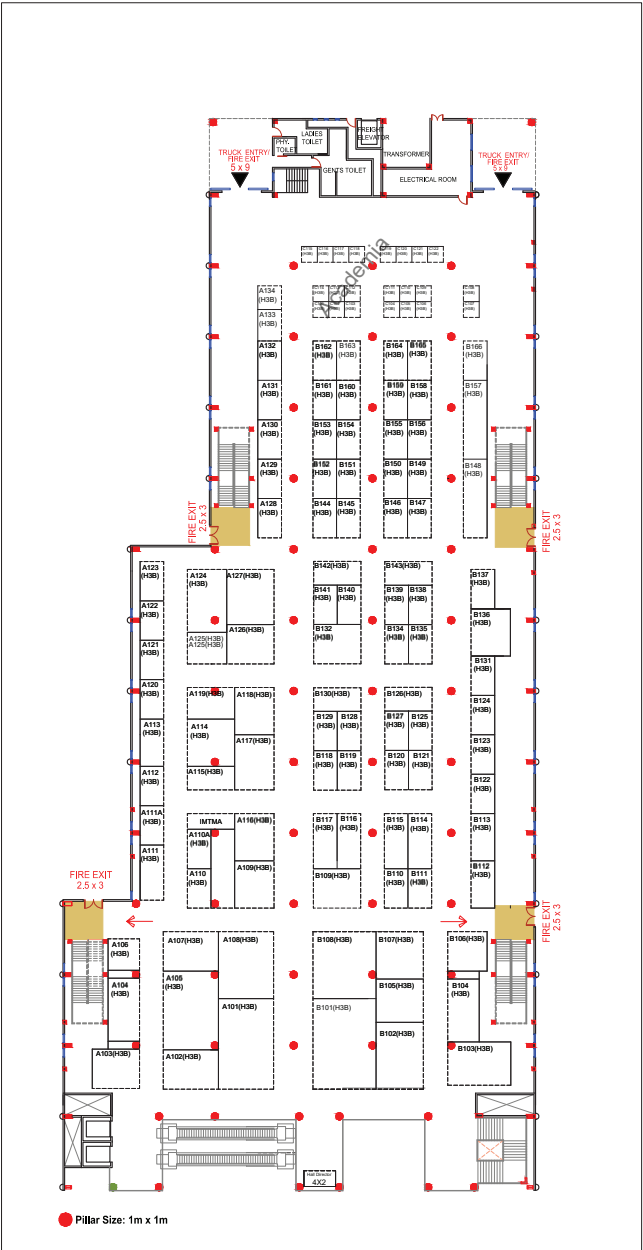 LADIES
TOILET
FREIGHT
ELEVATOR
PHY.
TOILET
TRANSFORMER
GENTS TOILET
ELECTRICAL ROOM
TRUCK ENTRY/
FIRE EXIT
5 x 9
TRUCK ENTRY/
FIRE EXIT
5 x 9
Academia
A134
(H3B)
A133
(H3B)
A132
(H3B)
B162
(H3B)
B163
(H3B)
B164
(H3B)
B165
(H3B)
B166
(H3B)
A131
(H3B)
B161
(H3B)
B160
(H3B)
B159
(H3B)
B158
(H3B)
B157
(H3B)
A130
(H3B)
B153
(H3B)
B154
(H3B)
B155
(H3B)
B156
(H3B)
A129
(H3B)
B152
(H3B)
B151
(H3B)
B150
(H3B)
B149
(H3B)
B148
(H3B)
A128
(H3B)
B144
(H3B)
B145
(H3B)
B146
(H3B)
B147
(H3B)
FIRE EXIT
2.5 x 3
FIRE EXIT
2.5 x 3
A123
(H3B)
A124
(H3B)
A127(H3B)
B142(H3B)
B143(H3B)
B137
(H3B)
A122
(H3B)
B141
(H3B)
B140
(H3B)
B139
(H3B)
B138
(H3B)
B136
(H3B)
A121
(H3B)
A125(H3B)
A125(H3B)
A126(H3B)
B132
(H3B)
B134
(H3B)
B135
(H3B)
B131
(H3B)
A120
(H3B)
A119(H3B)
A118(H3B)
B130(H3B)
B126(H3B)
B124
(H3B)
A113
(H3B)
A114
(H3B)
A117(H3B)
B129
(H3B)
B128
(H3B)
B127
(H3B)
B125
(H3B)
B123
(H3B)
A112
(H3B)
A115(H3B)
B118
(H3B)
B119
(H3B)
B120
(H3B)
B121
(H3B)
B122
(H3B)
A111A
(H3B)
IMTMA
A116(H3B)
B117
(H3B)
B116
(H3B)
B115
(H3B)
B114
(H3B)
B113
(H3B)
A110A
(H3B)
A111
(H3B)
A110
(H3B)
A109(H3B)
B109(H3B)
B110
(H3B)
B111
(H3B)
B112
(H3B)
FIRE EXIT
2.5 x 3
FIRE EXIT
2.5 x 3
A106
(H3B)
A107(H3B)
A108(H3B)
B108(H3B)
B107(H3B)
B106(H3B)
A104
(H3B)
A105
(H3B)
A101(H3B)
B101(H3B)
B105(H3B)
B104
(H3B)
A103(H3B)
A102(H3B)
B102(H3B)
B103(H3B)
Hall Director
4X2
Pillar Size: 1m x 1m